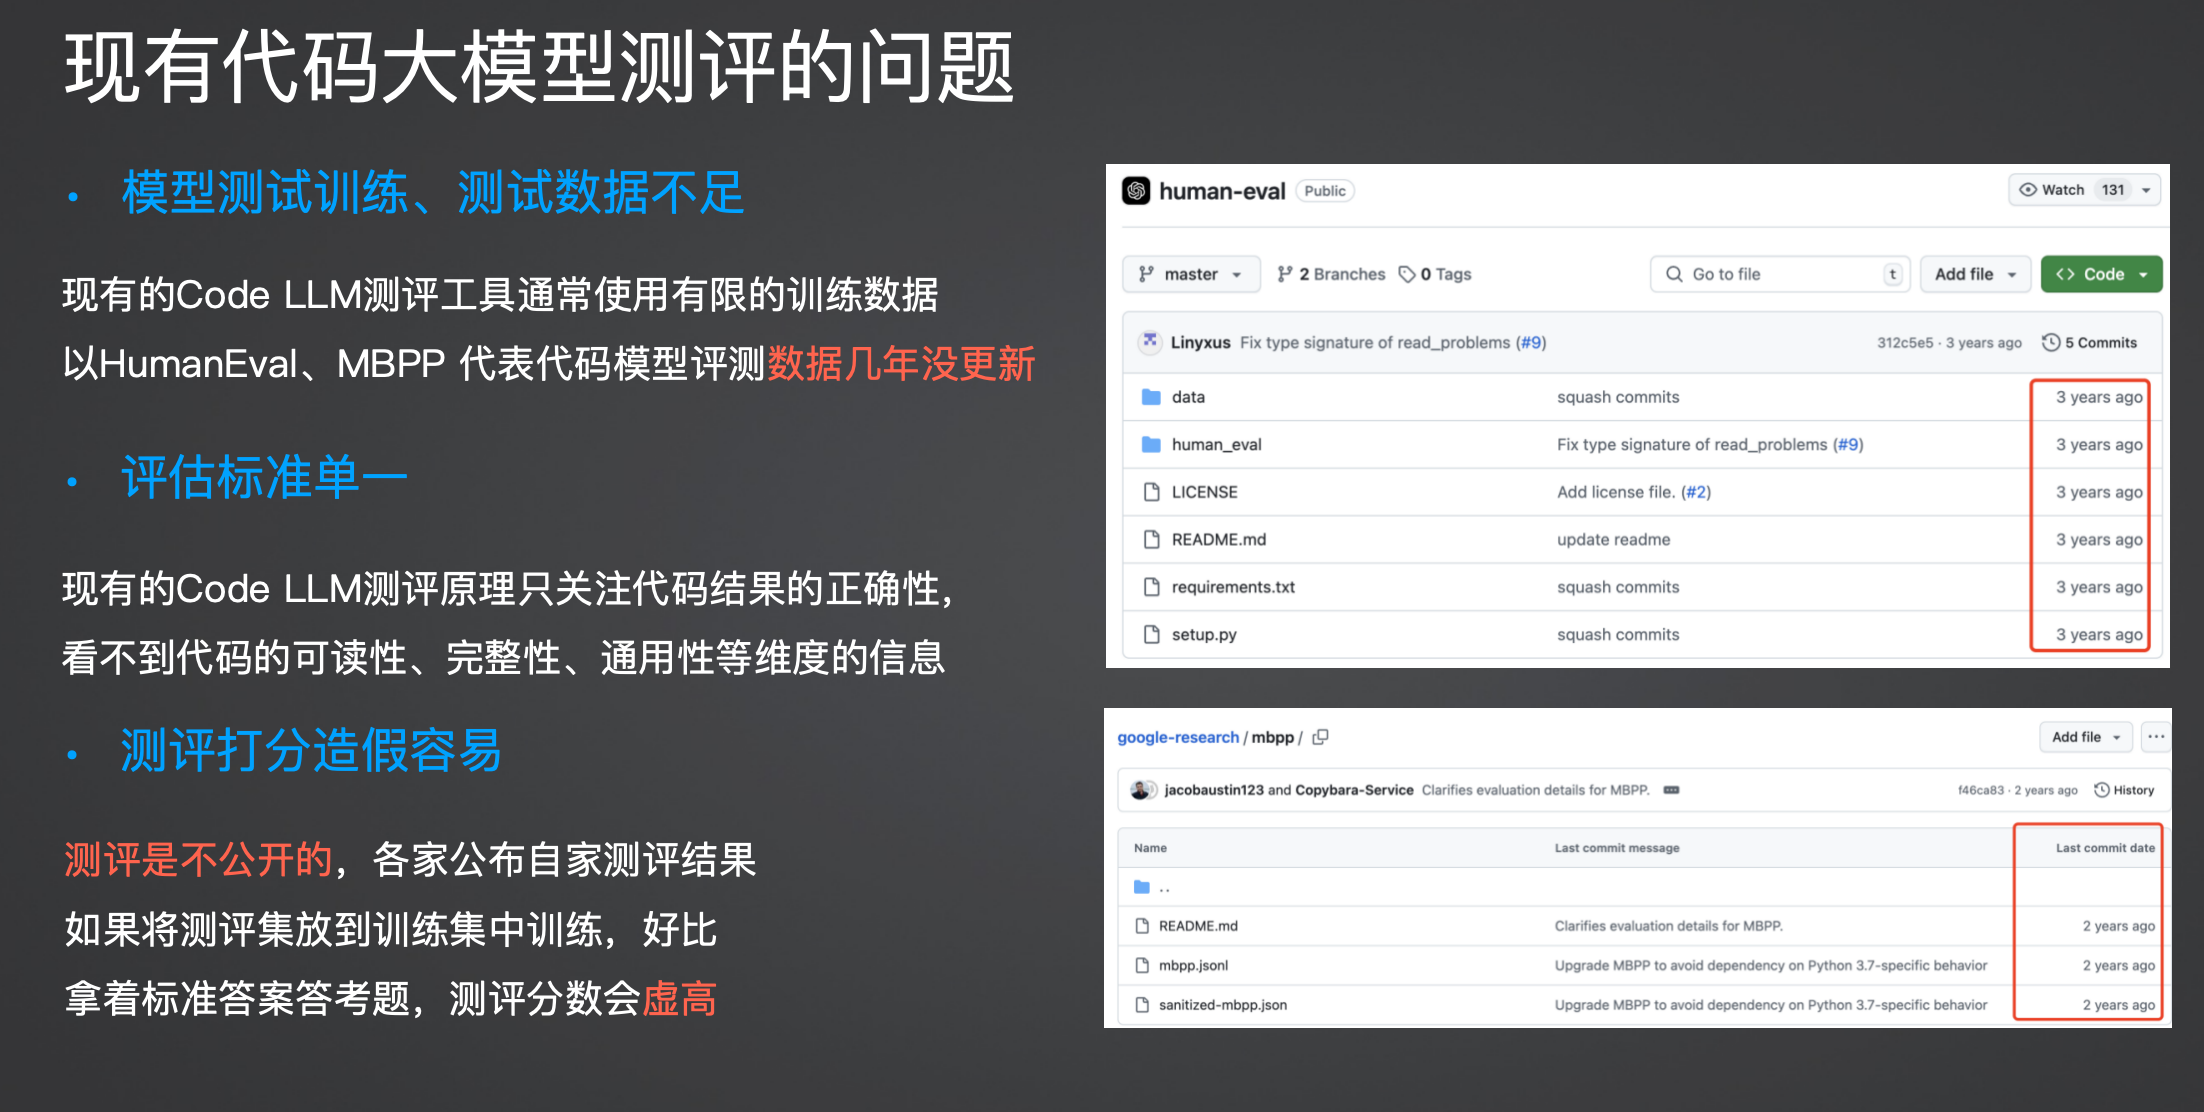 现有代码大模型测评的问题
• 模型测试训练、测试数据不足
现有的Code LLM测评工具通常使用有限的训练数据
以HumanEval、MBPP 代表代码模型评测数据几年没更新
• 评估标准单一
现有的Code LLM测评原理只关注代码结果的正确性，
看不到代码的可读性、完整性、通用性等维度的信息
• 测评打分造假容易
测评是不公开的，各家公布自家测评结果
如果将测评集放到训练集中训练，好比
拿着标准答案答考题，测评分数会虚高
human-eval Public Watch 131
master 2 Branches 0 Tags Go to file t Add file Code
Linyxus Fix type signature of read_problems (#9) 312c5e5 · 3 years ago 5 Commits
data squash commits 3 years ago
human_eval Fix type signature of read_problems (#9) 3 years ago
LICENSE Add license file. (#2) 3 years ago
README.md update readme 3 years ago
requirements.txt squash commits 3 years ago
setup.py squash commits 3 years ago
google-research / mbpp / Add file ···
jacobaustin123 and Copybara-Service Clarifies evaluation details for MBPP. f46ca83 · 2 years ago History
Name Last commit message Last commit date
..
README.md Clarifies evaluation details for MBPP. 2 years ago
mbpp.jsonl Upgrade MBPP to avoid dependency on Python 3.7-specific behavior 2 years ago
sanitized-mbpp.json Upgrade MBPP to avoid dependency on Python 3.7-specific behavior 2 years ago